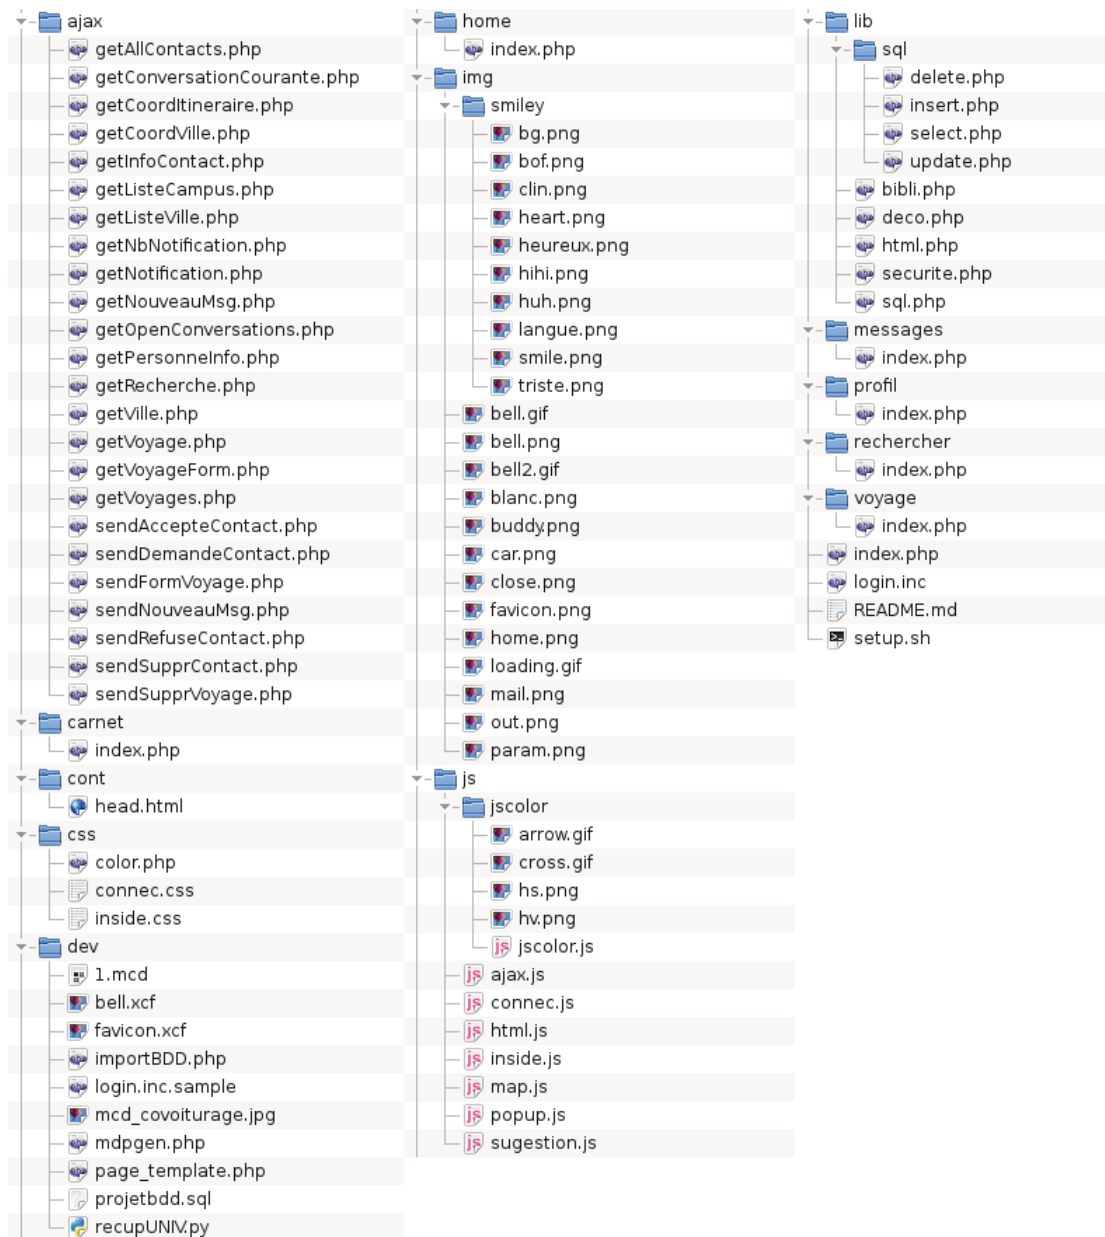 ajax
getAllContacts.php
getConversationCourante.php
getCoordItineraire.php
getCoordVille.php
getInfoContact.php
getListeCampus.php
getListeVille.php
getNbNotification.php
getNotification.php
getNouveauMsg.php
getOpenConversations.php
getPersonneInfo.php
getRecherche.php
getVille.php
getVoyage.php
getVoyageForm.php
getVoyages.php
sendAccepteContact.php
sendDemandeContact.php
sendFormVoyage.php
sendNouveauMsg.php
sendRefuseContact.php
sendSupprContact.php
sendSupprVoyage.php
carnet
index.php
cont
head.html
css
color.php
connec.css
inside.css
dev
1.mcd
bell.xcf
favicon.xcf
importBDD.php
login.inc.sample
mcd_covoiturage.jpg
mdpgen.php
page_template.php
projetbdd.sql
recupUNIV.py
home
index.php
img
smiley
bg.png
bof.png
clin.png
heart.png
heureux.png
hihi.png
huh.png
langue.png
smile.png
triste.png
bell.gif
bell.png
bell2.gif
blanc.png
buddy.png
car.png
close.png
favicon.png
home.png
loading.gif
mail.png
out.png
param.png
js
jscolor
arrow.gif
cross.gif
hs.png
hv.png
jscolor.js
ajax.js
connec.js
html.js
inside.js
map.js
popup.js
sugestion.js
lib
sql
delete.php
insert.php
select.php
update.php
bibli.php
deco.php
html.php
securite.php
sql.php
messages
index.php
profil
index.php
rechercher
index.php
voyage
index.php
index.php
login.inc
README.md
setup.sh